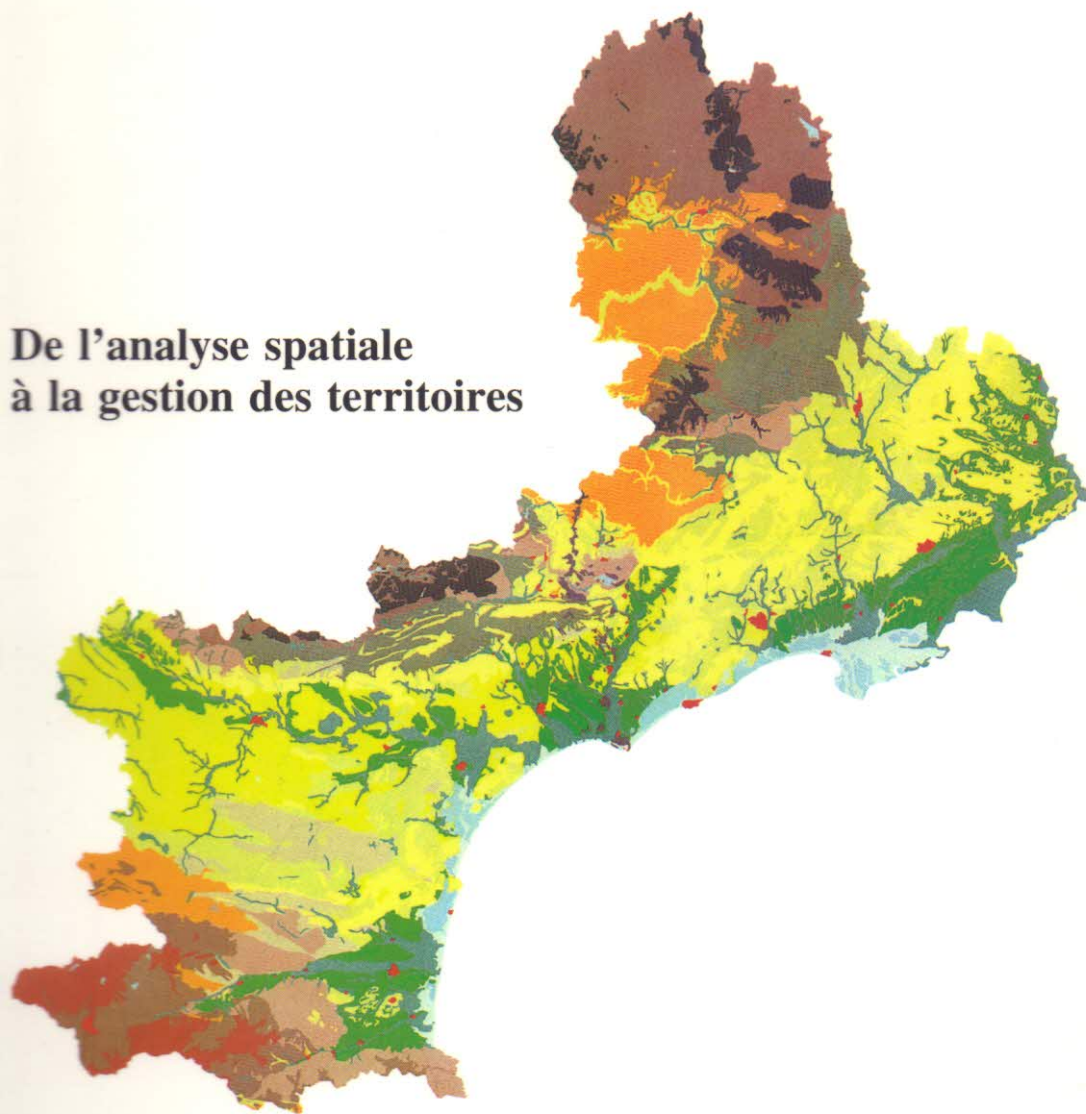 De l’analyse spatiale
à la gestion des territoires